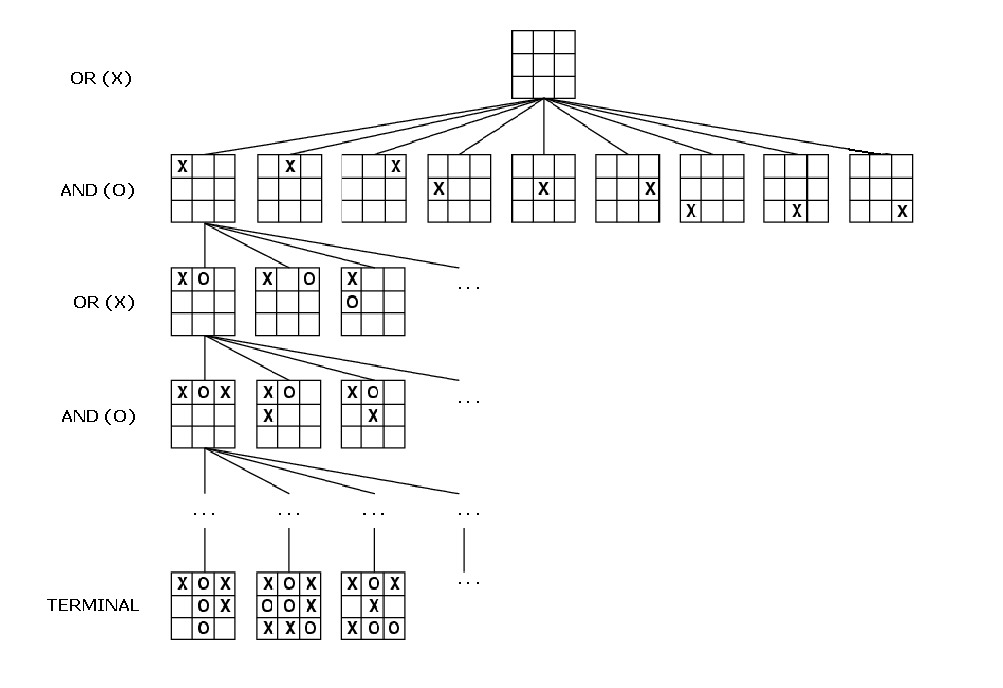 OR (X)
AND (O)
X X X X X X X X X
OR (X)
X O X O X
O
...
AND (O)
X O X X O X O
X X
...
... ... ... ...
TERMINAL
X O X X O X X O X
O X O O X X
O X X O X O O
...